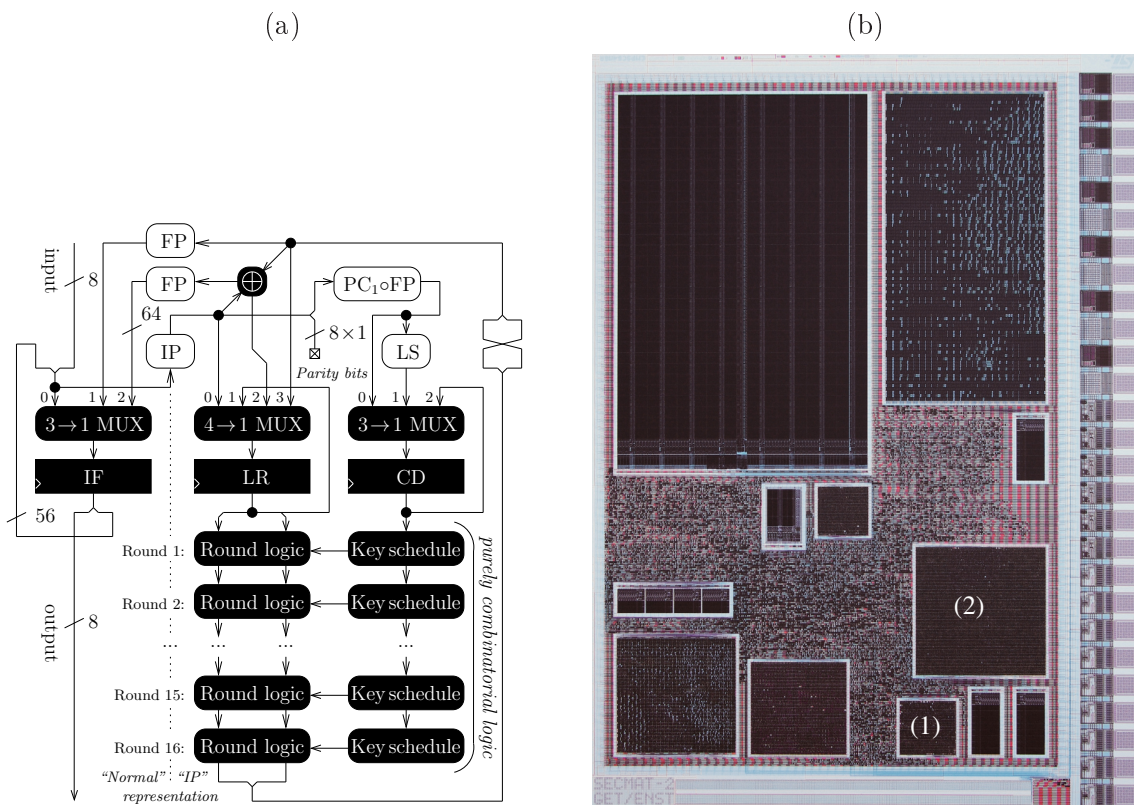 (a)
(b)
FP
input
8
FP
⊕
PC₁∘FP
64
8×1
IP
LS
Parity bits
0 1 2
0 1 2 3
0 1 2
3→1 MUX
4→1 MUX
3→1 MUX
IF
LR
CD
56
Round 1: Round logic Key schedule
Round 2: Round logic Key schedule
... ... ... ...
Round 15: Round logic Key schedule
Round 16: Round logic Key schedule
purely combinatorial logic
output
8
"Normal" "IP"
representation
(2)
(1)
SECMAT-2
GET/ENST